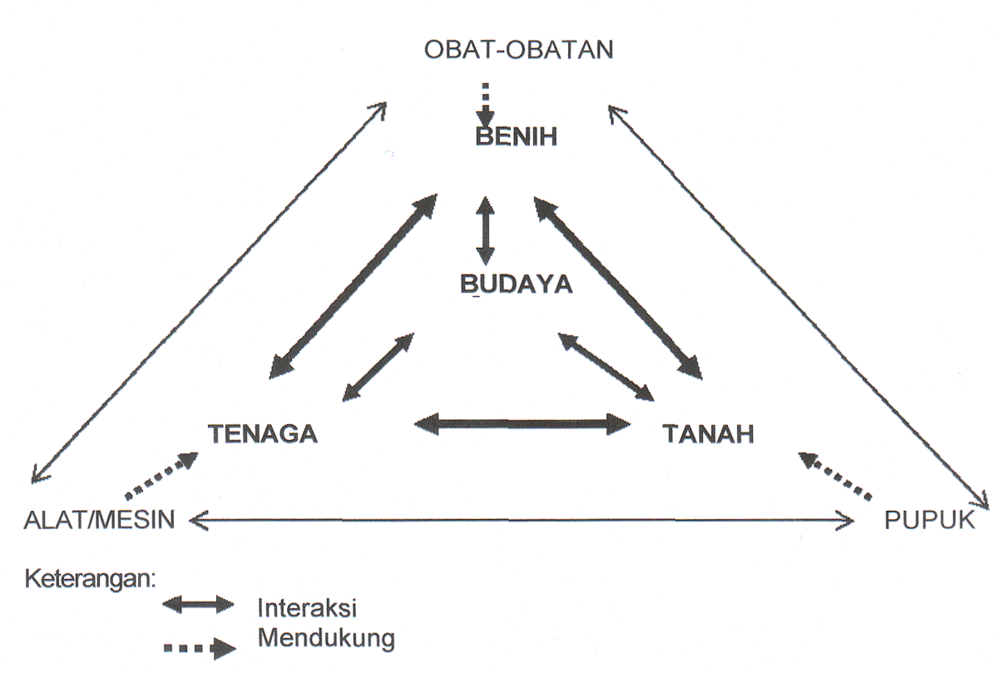 OBAT-OBATAN
BENIH
BUDAYA
TENAGA
TANAH
ALAT/MESIN
PUPUK
Keterangan:
Interaksi
Mendukung